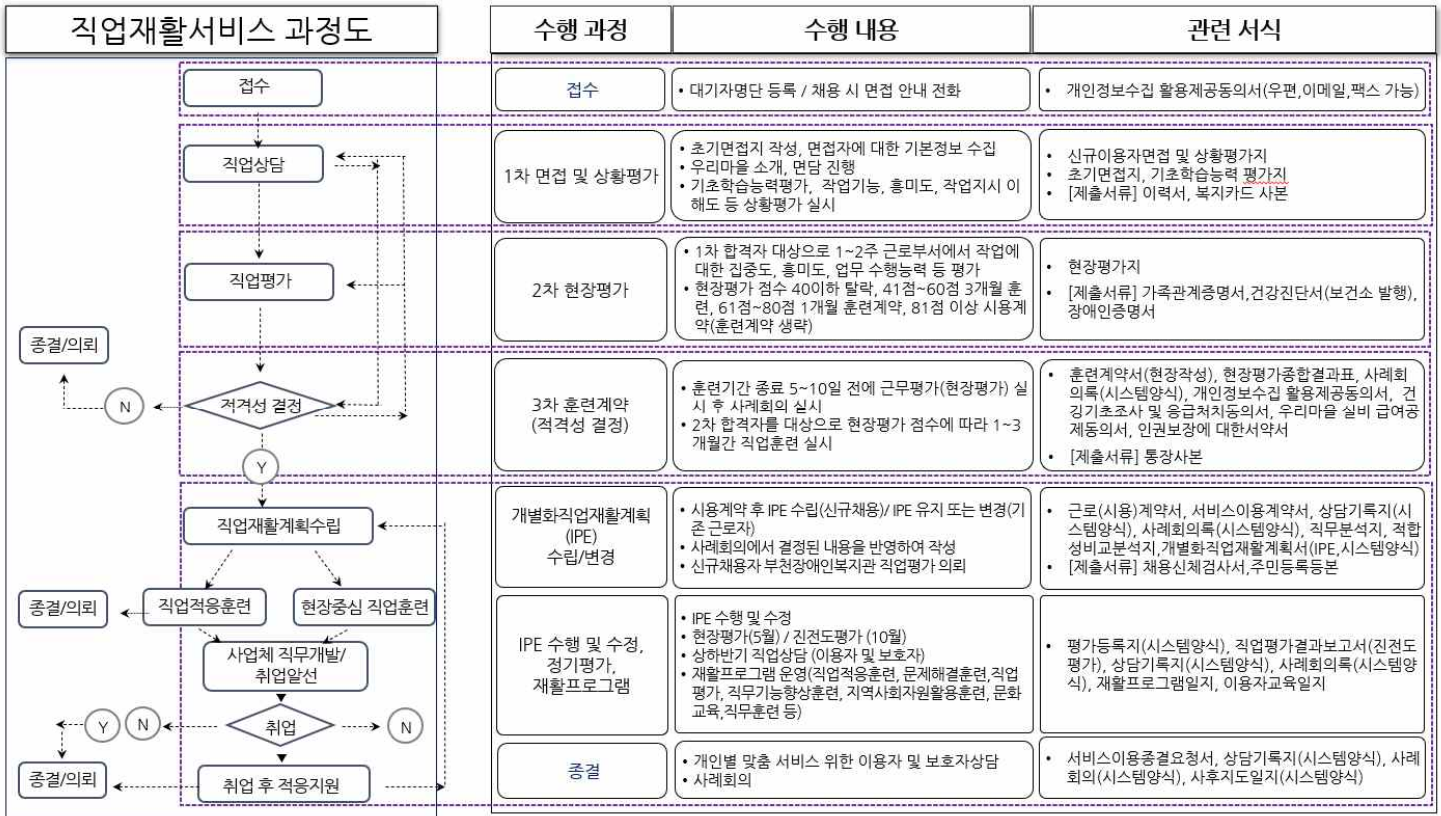 직업재활서비스 과정도
접수
직업상담
직업평가
종결/의뢰
N
적격성 결정
Y
직업재활계획수립
종결/의뢰
직업적응훈련
현장중심 직업훈련
사업체 직무개발/
취업알선
Y
N
취업
N
종결/의뢰
취업 후 적응지원
수행 과정
수행 내용
관련 서식
접수
• 대기자명단 등록 / 채용 시 면접 안내 전화
• 개인정보수집 활용제공동의서(우편,이메일,팩스 가능)
1차 면접 및 상황평가
• 초기면접지 작성, 면접자에 대한 기본정보 수집
• 우리마을 소개, 면담 진행
• 기초학습능력평가, 작업기능, 흥미도, 작업지시 이
해도 등 상황평가 실시
• 신규이용자면접 및 상황평가지
• 초기면접지, 기초학습능력 평가지
• [제출서류] 이력서, 복지카드 사본
2차 현장평가
• 1차 합격자 대상으로 1~2주 근로부서에서 작업에
대한 집중도, 흥미도, 업무 수행능력 등 평가
• 현장평가 점수 40이하 탈락, 41점~60점 3개월 훈
련, 61점~80점 1개월 훈련계약, 81점 이상 시용계
약(훈련계약 생략)
• 현장평가지
• [제출서류] 가족관계증명서,건강진단서(보건소 발행),
장애인증명서
3차 훈련계약
(적격성 결정)
• 훈련기간 종료 5~10일 전에 근무평가(현장평가) 실
시 후 사례회의 실시
• 2차 합격자를 대상으로 현장평가 점수에 따라 1~3
개월간 직업훈련 실시
• 훈련계약서(현장작성), 현장평가종합결과표, 사례회
의록(시스템양식), 개인정보수집 활용제공동의서, 건
강기초조사 및 응급처치동의서, 우리마을 실비 급여공
제동의서, 인권보장에 대한서약서
• [제출서류] 통장사본
개별화직업재활계획
(IPE)
수립/변경
• 시용계약 후 IPE 수립(신규채용)/ IPE 유지 또는 변경(기
존 근로자)
• 사례회의에서 결정된 내용을 반영하여 작성
• 신규채용자 부천장애인복지관 직업평가 의뢰
• 근로(시용)계약서, 서비스이용계약서, 상담기록지(시
스템양식), 사례회의록(시스템양식), 직무분석지, 적합
성비교분석지,개별화직업재활계획서(IPE,시스템양식)
• [제출서류] 채용신체검사서,주민등록등본
IPE 수행 및 수정,
정기평가,
재활프로그램
• IPE 수행 및 수정
• 현장평가(5월) / 진전도평가 (10월)
• 상하반기 직업상담 (이용자 및 보호자)
• 재활프로그램 운영(직업적응훈련, 문제해결훈련,직업
평가, 직무기능향상훈련, 지역사회자원활용훈련, 문화
교육,직무훈련 등)
• 평가등록지(시스템양식), 직업평가결과보고서(진전도
평가), 상담기록지(시스템양식), 사례회의록(시스템양
식), 재활프로그램일지, 이용자교육일지
종결
• 개인별 맞춤 서비스 위한 이용자 및 보호자상담
• 사례회의
• 서비스이용종결요청서, 상담기록지(시스템양식), 사례
회의(시스템양식), 사후지도일지(시스템양식)